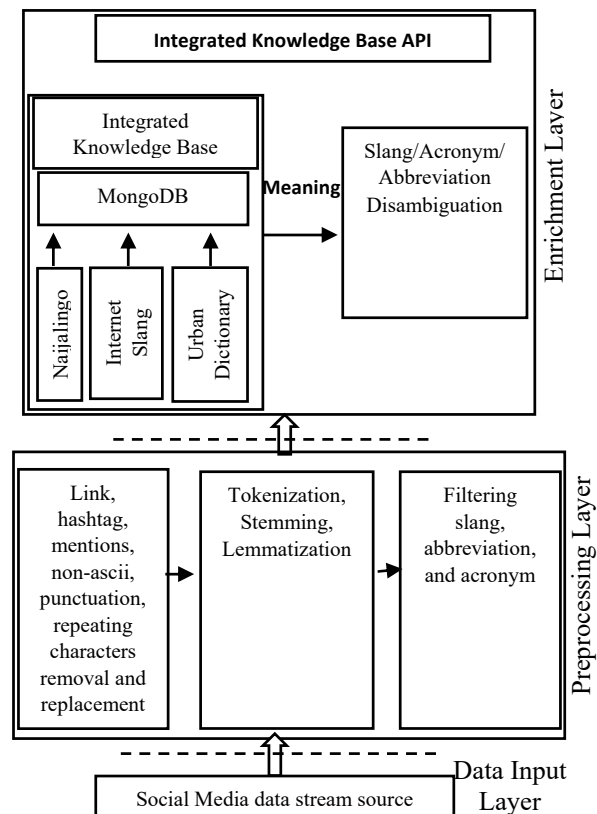 Integrated Knowledge Base API
Integrated
Knowledge Base
MongoDB
Naijalingo
Internet
Slang
Urban
Dictionary
Meaning
Slang/Acronym/
Abbreviation
Disambiguation
Enrichment Layer
Link,
hashtag,
mentions,
non-ascii,
punctuation,
repeating
characters
removal and
replacement
Tokenization,
Stemming,
Lemmatization
Filtering
slang,
abbreviation,
and acronym
Preprocessing Layer
Social Media data stream source
Data Input
Layer